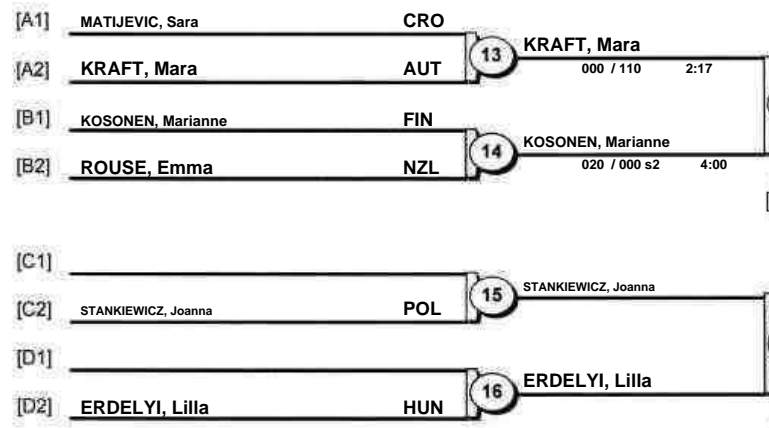 [A1] MATIJEVIC, Sara CRO
13 KRAFT, Mara
[A2] KRAFT, Mara AUT
000 / 110 2:17
[B1] KOSONEN, Marianne FIN
14 KOSONEN, Marianne
[B2] ROUSE, Emma NZL
020 / 000 s2 4:00
[C1]
15 STANKIEWICZ, Joanna
[C2] STANKIEWICZ, Joanna POL
[D1]
16 ERDELYI, Lilla
[D2] ERDELYI, Lilla HUN